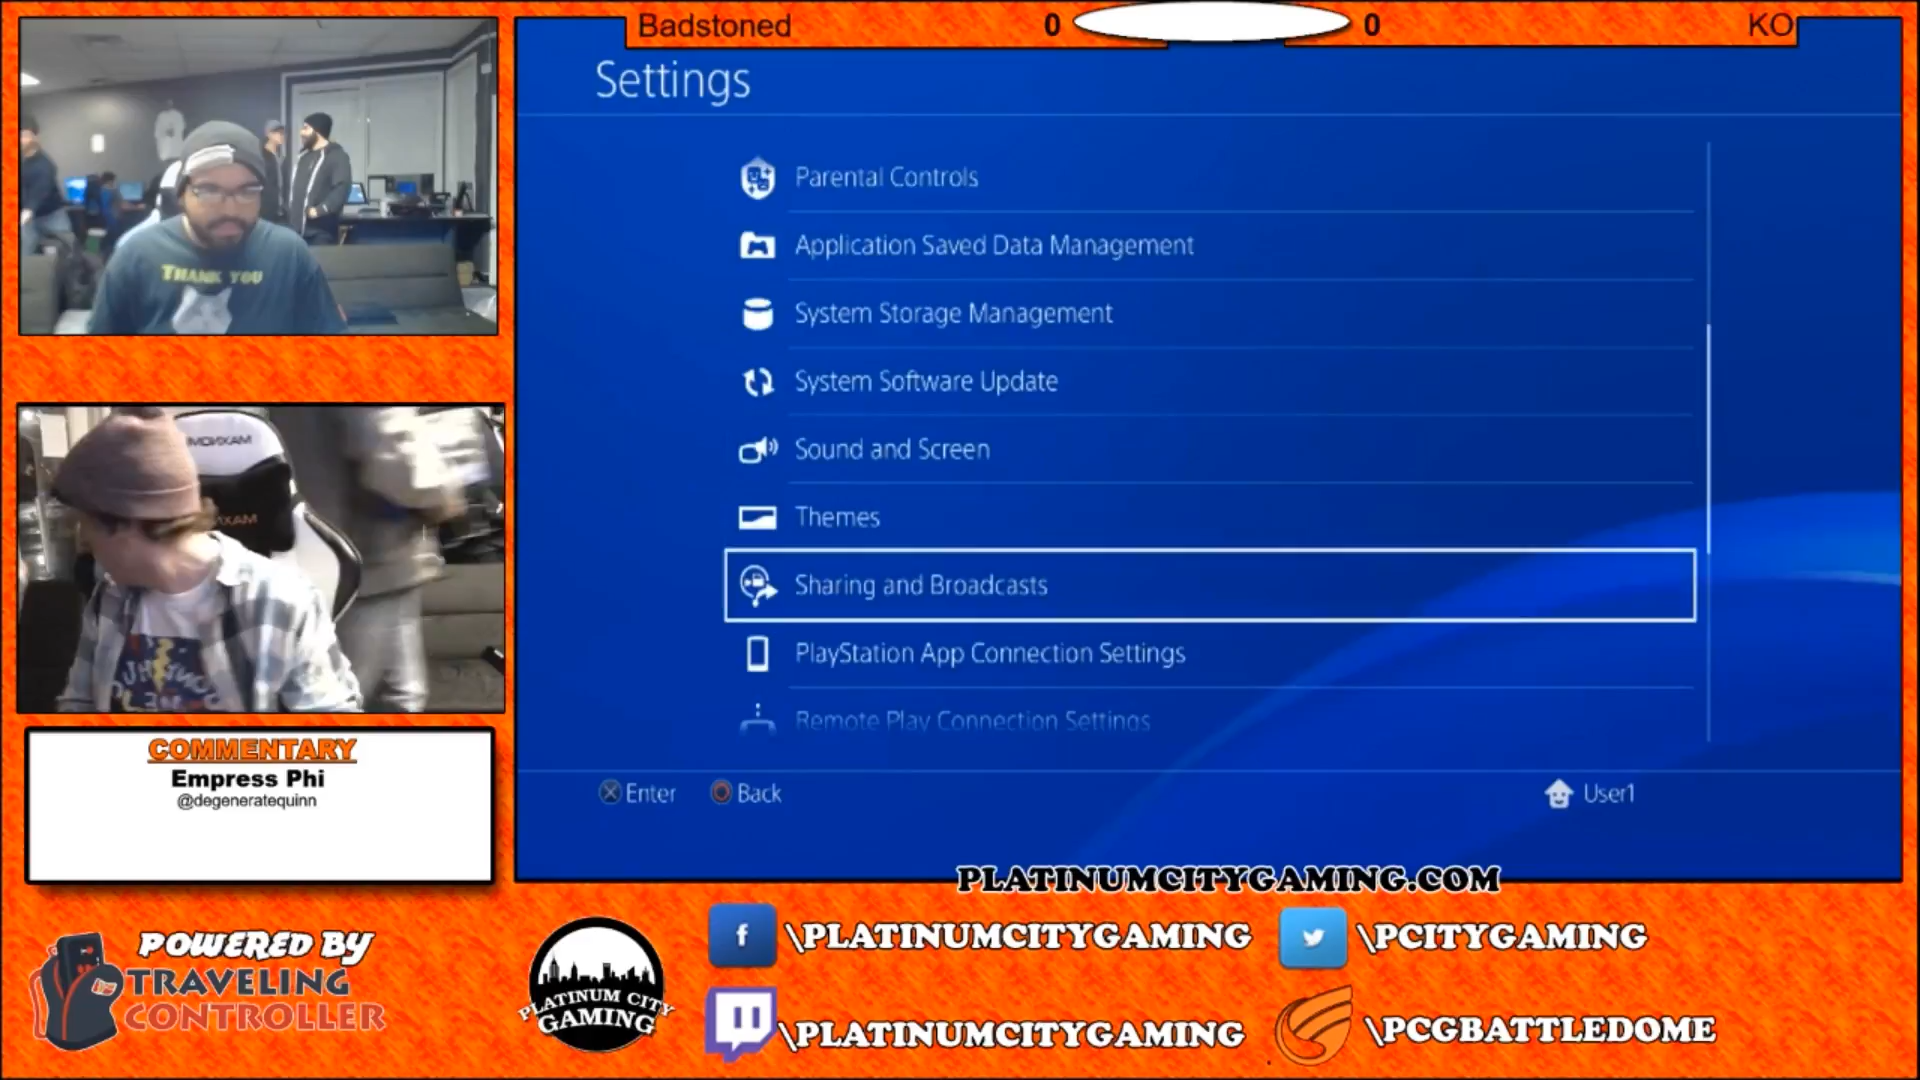 Badstoned
0
0
KO
Settings
Parental Controls
Application Saved Data Management
System Storage Management
System Software Update
Sound and Screen
Themes
Sharing and Broadcasts
PlayStation App Connection Settings
Remote Play Connection Settings
Enter
Back
User1
THANK YOU
MAXNOMIC
COMMENTARY
Empress Phi
@degeneratequinn
PLATINUMCITYGAMING.COM
POWERED BY
TRAVELING
CONTROLLER
PLATINUM CITY
GAMING
f
\PLATINUMCITYGAMING
\PCITYGAMING
\PLATINUMCITYGAMING
\PCGBATTLEDOME